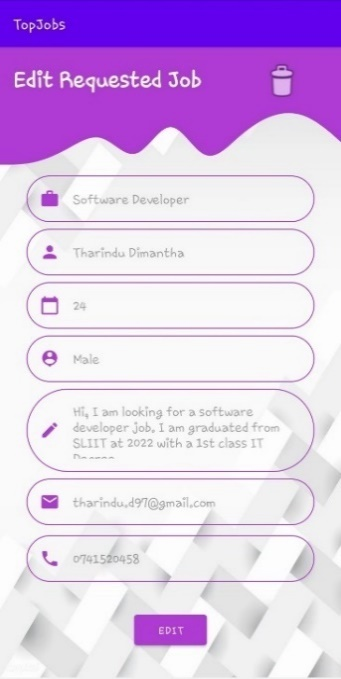 TopJobs
Edit Requested Job
Software Developer
Tharindu Dimantha
24
Male
Hi, I am looking for a software
developer job, I am graduated from
SLIIT at 2022 with a 1st class IT
tharindu.d97@gmail.com
0741520458
EDIT